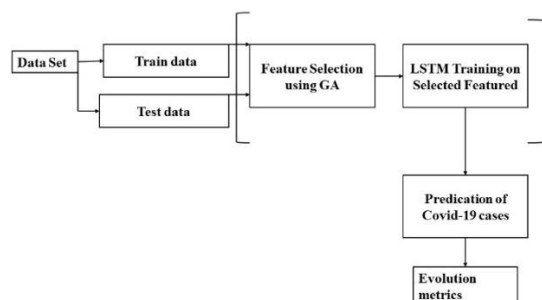 Data Set
Train data
Test data
Feature Selection
using GA
LSTM Training on
Selected Featured
Predication of
Covid-19 cases
Evolution
metrics